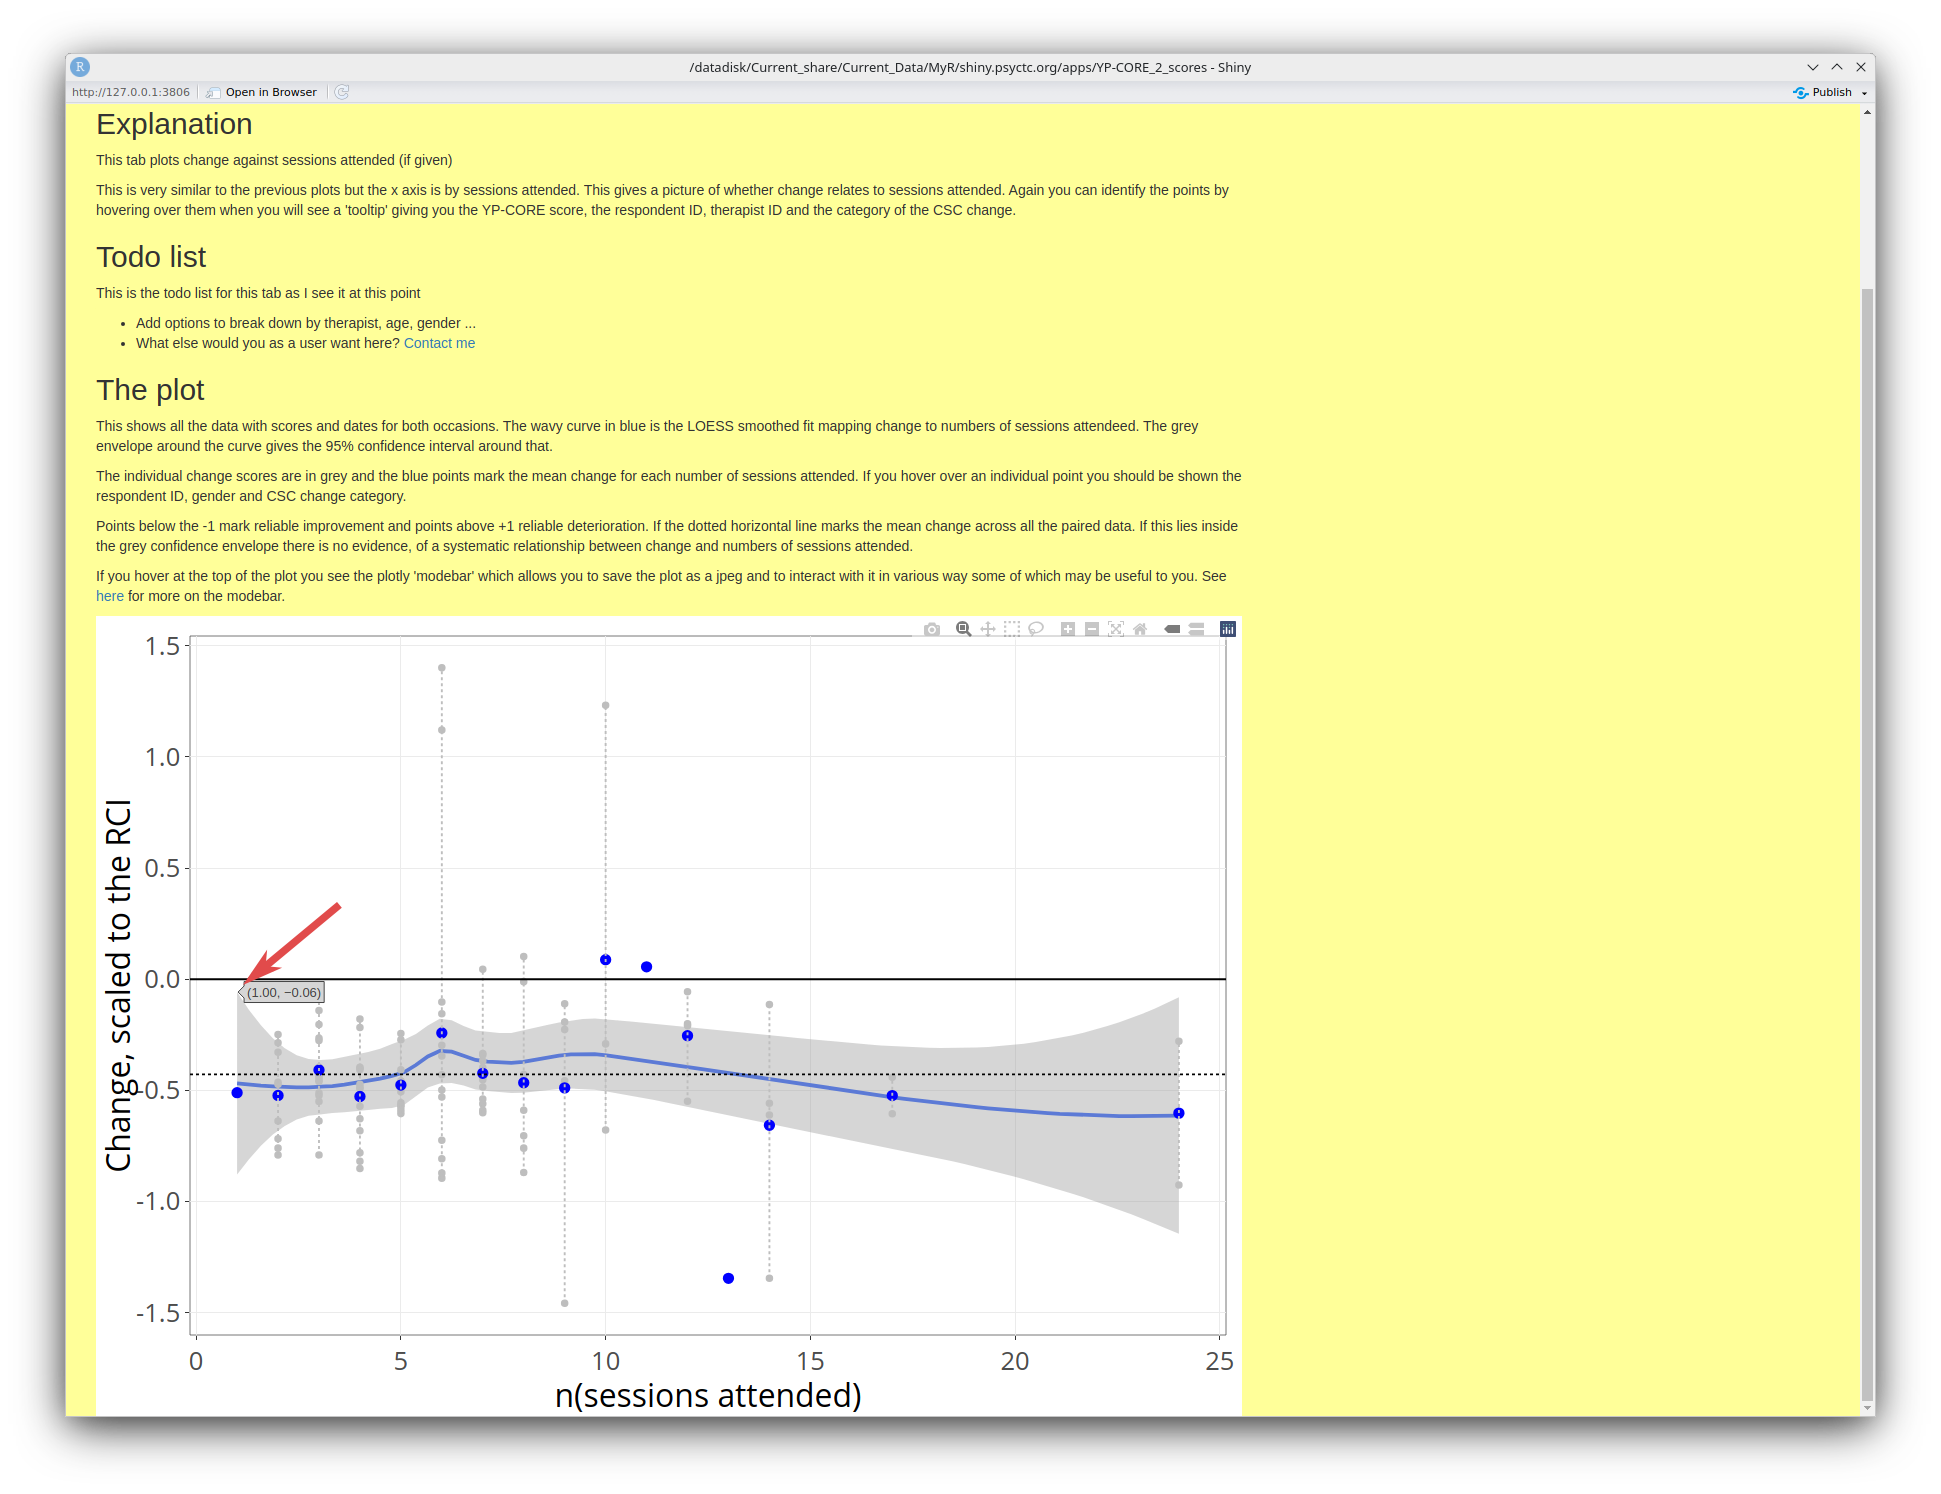 /datadisk/Current_share/Current_Data/MyR/shiny.psyctc.org/apps/YP-CORE_2_scores - Shiny
http://127.0.0.1:3806 Open in Browser Publish
Explanation
This tab plots change against sessions attended (if given)
This is very similar to the previous plots but the x axis is by sessions attended. This gives a picture of whether change relates to sessions attended. Again you can identify the points by
hovering over them when you will see a 'tooltip' giving you the YP-CORE score, the respondent ID, therapist ID and the category of the CSC change.
Todo list
This is the todo list for this tab as I see it at this point
• Add options to break down by therapist, age, gender ...
• What else would you as a user want here? Contact me
The plot
This shows all the data with scores and dates for both occasions. The wavy curve in blue is the LOESS smoothed fit mapping change to numbers of sessions attendeed. The grey
envelope around the curve gives the 95% confidence interval around that.
The individual change scores are in grey and the blue points mark the mean change for each number of sessions attended. If you hover over an individual point you should be shown the
respondent ID, gender and CSC change category.
Points below the -1 mark reliable improvement and points above +1 reliable deterioration. If the dotted horizontal line marks the mean change across all the paired data. If this lies inside
the grey confidence envelope there is no evidence, of a systematic relationship between change and numbers of sessions attended.
If you hover at the top of the plot you see the plotly 'modebar' which allows you to save the plot as a jpeg and to interact with it in various way some of which may be useful to you. See
here for more on the modebar.
1.5
1.0
0.5
0.0
-0.5
-1.0
-1.5
Change, scaled to the RCI
(1.00, −0.06)
0 5 10 15 20 25
n(sessions attended)